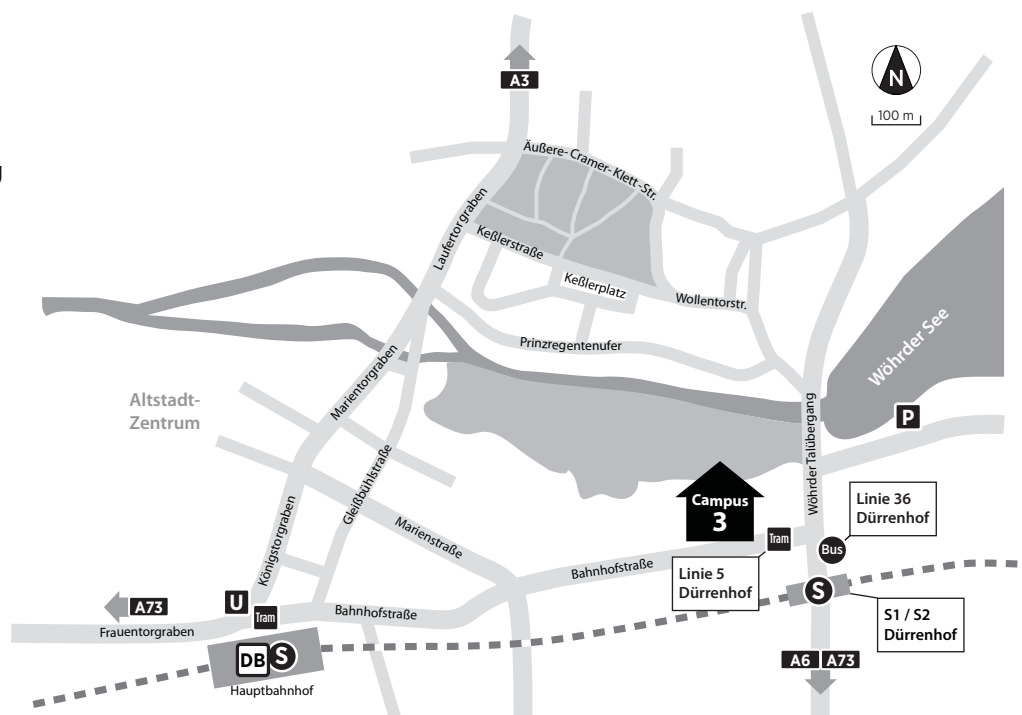 A3
N
100 m
Äußere-Cramer-Klett-Str.
Laufertorgraben
Keßlerstraße
Keßlerplatz
Wollentorstr.
Prinzregentenufer
Wöhrder See
Marientorgraben
Altstadt-
Zentrum
P
Wöhrder Talübergang
Gleißbühlstraße
Campus
3
Linie 36
Dürrenhof
Königstorgraben
Marienstraße
Tram
Bus
Bahnhofstraße
Linie 5
Dürrenhof
S
A73
U
Tram
Bahnhofstraße
S1 / S2
Dürrenhof
Frauentorgraben
DB
S
A6
A73
Hauptbahnhof